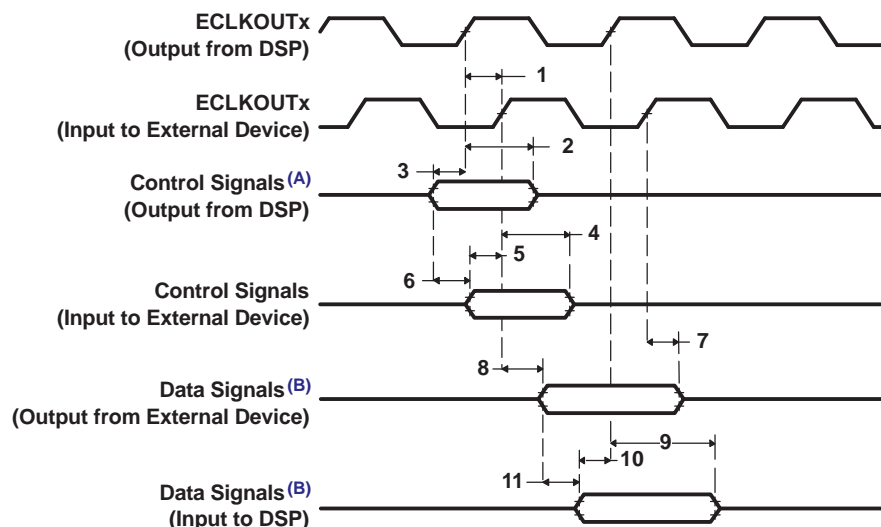 ECLKOUTx
(Output from DSP)
1
ECLKOUTx
(Input to External Device)
2
3
Control Signals (A)
(Output from DSP)
4
5
6
Control Signals
(Input to External Device)
7
8
Data Signals (B)
(Output from External Device)
9
10
11
Data Signals (B)
(Input to DSP)